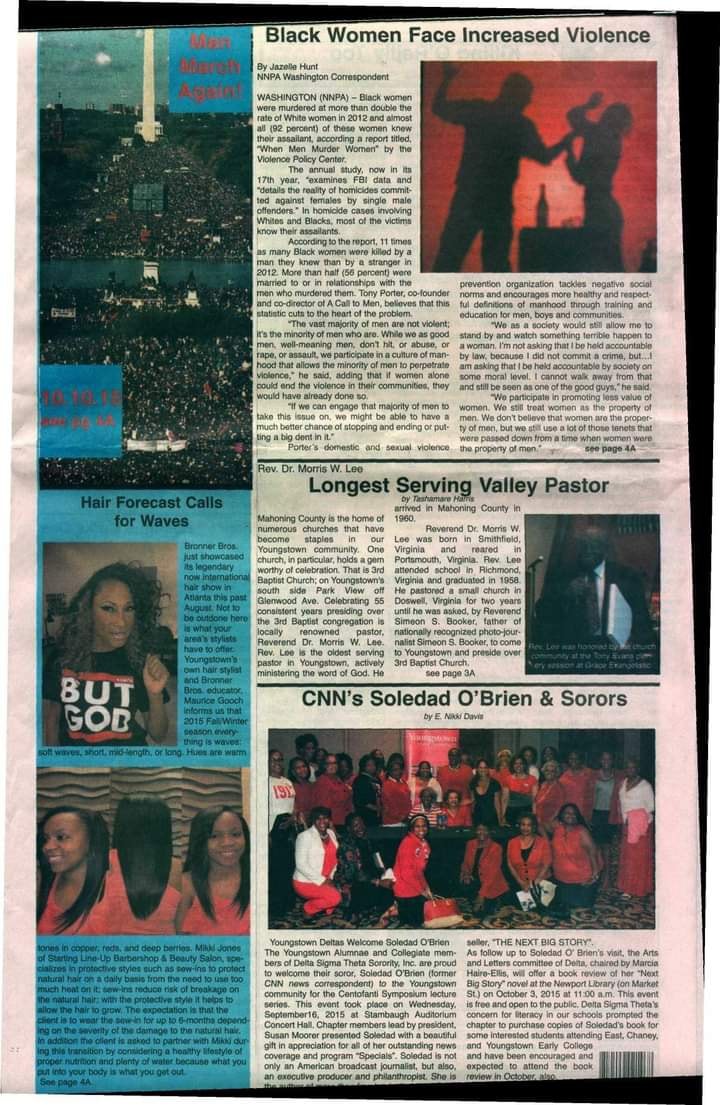 Men
March
Again!
10.10.15
see pg 4A
Hair Forecast Calls
for Waves
BUT
GOD
Bronner Bros.
just showcased
its legendary
now international
hair show in
Atlanta this past
August. Not to
be outdone here
is what your
area's stylists
have to offer.
Youngstown's
own hair stylist
and Bronner
Bros. educator,
Maurice Gooch
informs us that
2015 Fall/Winter
season every-
thing is waves:
soft waves, short, mid-length, or long. Hues are warm
tones in copper, reds, and deep berries. Mikki Jones
of Starting Line-Up Barbershop & Beauty Salon, spe-
cializes in protective styles such as sew-ins to protect
natural hair on a daily basis from the need to use too
much heat on it; sew-ins reduce risk of breakage on
the natural hair; with the protective style it helps to
allow the hair to grow. The expectation is that the
client is to wear the sew-in for up to 6-months depend-
ing on the severity of the damage to the natural hair.
In addition the client is asked to partner with Mikki dur-
ing this transition by considering a healthy lifestyle of
proper nutrition and plenty of water because what you
put into your body is what you get out.
See page 4A
Black Women Face Increased Violence
By Jazelle Hunt
NNPA Washington Correspondent
WASHINGTON (NNPA) – Black women
were murdered at more than double the
rate of White women in 2012 and almost
all (92 percent) of these women knew
their assailant, according a report titled,
"When Men Murder Women" by the
Violence Policy Center.
The annual study, now in its
17th year, "examines FBI data and
"details the reality of homicides commit-
ted against females by single male
offenders." In homicide cases involving
Whites and Blacks, most of the victims
know their assailants.
According to the report, 11 times
as many Black women were killed by a
man they knew than by a stranger in
2012. More than half (56 percent) were
married to or in relationships with the
men who murdered them. Tony Porter, co-founder
and co-director of A Call to Men, believes that this
statistic cuts to the heart of the problem.
"The vast majority of men are not violent;
it's the minority of men who are. While we as good
men, well-meaning men, don't hit, or abuse, or
rape, or assault, we participate in a culture of man-
hood that allows the minority of men to perpetrate
violence," he said, adding that if women alone
could end the violence in their communities, they
would have already done so.
"If we can engage that majority of men to
take this issue on, we might be able to have a
much better chance of stopping and ending or put-
ting a big dent in it."
Porter's domestic and sexual violence
prevention organization tackles negative social
norms and encourages more healthy and respect-
ful definitions of manhood through training and
education for men, boys and communities.
"We as a society would still allow me to
stand by and watch something terrible happen to
a woman. I'm not asking that I be held accountable
by law, because I did not commit a crime, but...I
am asking that I be held accountable by society on
some moral level. I cannot walk away from that
and still be seen as one of the good guys," he said.
"We participate in promoting less value of
women. We still treat women as the property of
men. We don't believe that women are the proper-
ty of men, but we still use a lot of those tenets that
were passed down from a time when women were
the property of men." see page 4A
Rev. Dr. Morris W. Lee
Longest Serving Valley Pastor
by Tashamare Harris
Mahoning County is the home of
numerous churches that have
become staples in our
Youngstown community. One
church, in particular, holds a gem
worthy of celebration. That is 3rd
Baptist Church; on Youngstown's
south side Park View off
Glenwood Ave. Celebrating 55
consistent years presiding over
the 3rd Baptist congregation is
locally renowned pastor,
Reverend Dr. Morris W. Lee.
Rev. Lee is the oldest serving
pastor in Youngstown, actively
ministering the word of God. He
arrived in Mahoning County in
1960.
Reverend Dr. Morris W.
Lee was born in Smithfield,
Virginia and reared in
Portsmouth, Virginia. Rev. Lee
attended school in Richmond,
Virginia and graduated in 1958.
He pastored a small church in
Doswell, Virginia for two years
until he was asked, by Reverend
Simeon S. Booker, father of
nationally recognized photo-jour-
nalist Simeon S. Booker, to come
to Youngstown and preside over
3rd Baptist Church.
see page 3A
Rev. Lee was honored by church
community at the Tony Evans
ery session at Grace Evangelistic
CNN's Soledad O'Brien & Sorors
by E. Nikki Davis
Youngstown
191
Youngstown Deltas Welcome Soledad O'Brien
The Youngstown Alumnae and Collegiate mem-
bers of Delta Sigma Theta Sorority, Inc. are proud
to welcome their soror, Soledad O'Brien (former
CNN news correspondent) to the Youngstown
community for the Centofanti Symposium lecture
series. This event took place on Wednesday,
September16, 2015 at Stambaugh Auditorium
Concert Hall. Chapter members lead by president,
Susan Moorer presented Soledad with a beautiful
gift in appreciation for all of her outstanding news
coverage and program "Specials". Soledad is not
only an American broadcast journalist, but also,
an executive producer and philanthropist. She is
the author of
seller, "THE NEXT BIG STORY".
As follow up to Soledad O' Brien's visit, the Arts
and Letters committee of Delta, chaired by Marcia
Haire-Ellis, will offer a book review of her "Next
Big Story" novel at the Newport Library (on Market
St.) on October 3, 2015 at 11:00 a.m. This event
is free and open to the public. Delta Sigma Theta's
concern for literacy in our schools prompted the
chapter to purchase copies of Soledad's book for
some interested students attending East, Chaney,
and Youngstown Early College
and have been encouraged and
expected to attend the book
review in October, also.